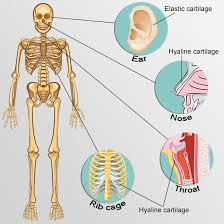 Elastic cartilage
Ear
Hyaline cartilage
Nose
Throat
Rib cage
Hyaline cartilage